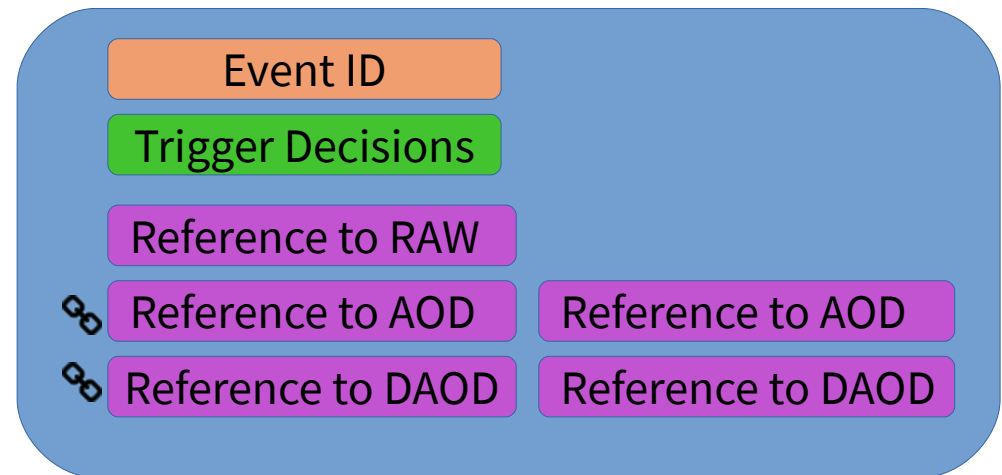 Event ID
Trigger Decisions
Reference to RAW
Reference to AOD Reference to AOD
Reference to DAOD Reference to DAOD